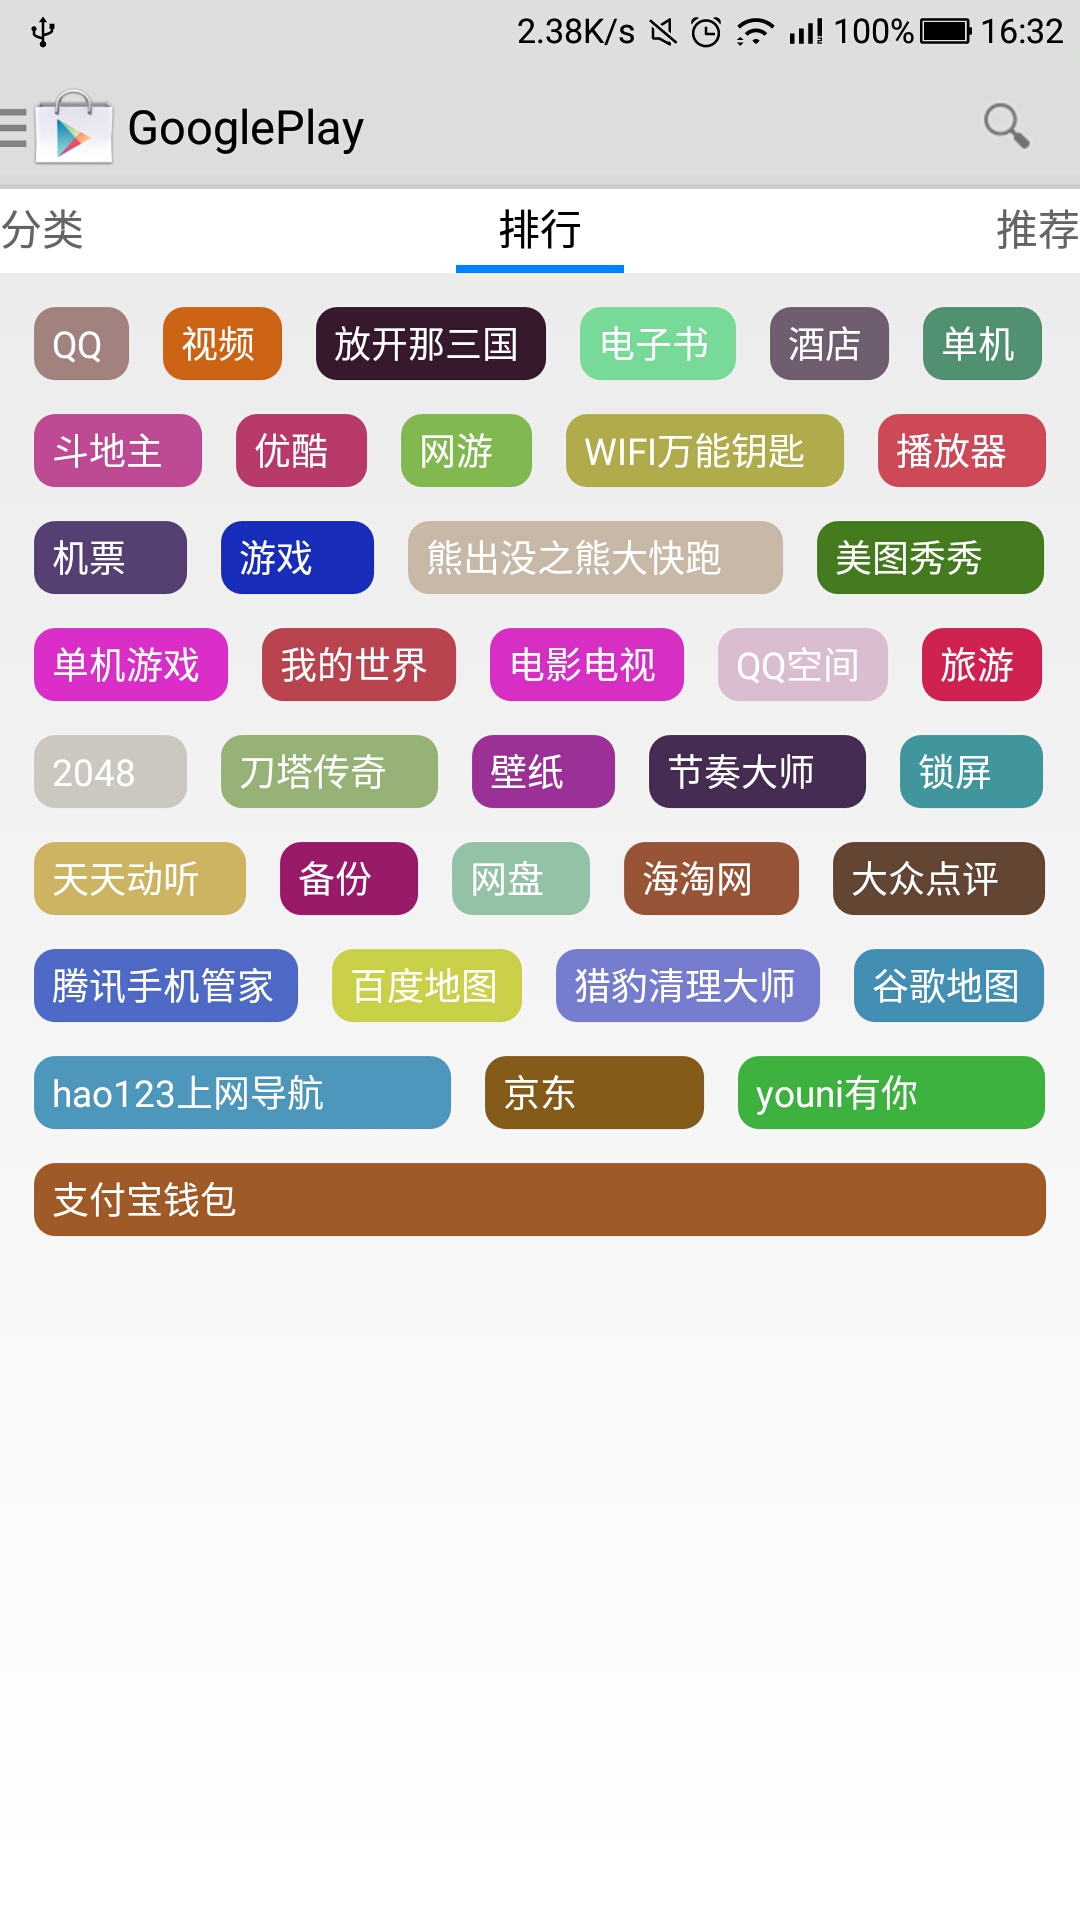 2.38K/s 100% 16:32
GooglePlay
分类 排行 推荐
QQ 视频 放开那三国 电子书 酒店 单机
斗地主 优酷 网游 WIFI万能钥匙 播放器
机票 游戏 熊出没之熊大快跑 美图秀秀
单机游戏 我的世界 电影电视 QQ空间 旅游
2048 刀塔传奇 壁纸 节奏大师 锁屏
天天动听 备份 网盘 海淘网 大众点评
腾讯手机管家 百度地图 猎豹清理大师 谷歌地图
hao123上网导航 京东 youni有你
支付宝钱包